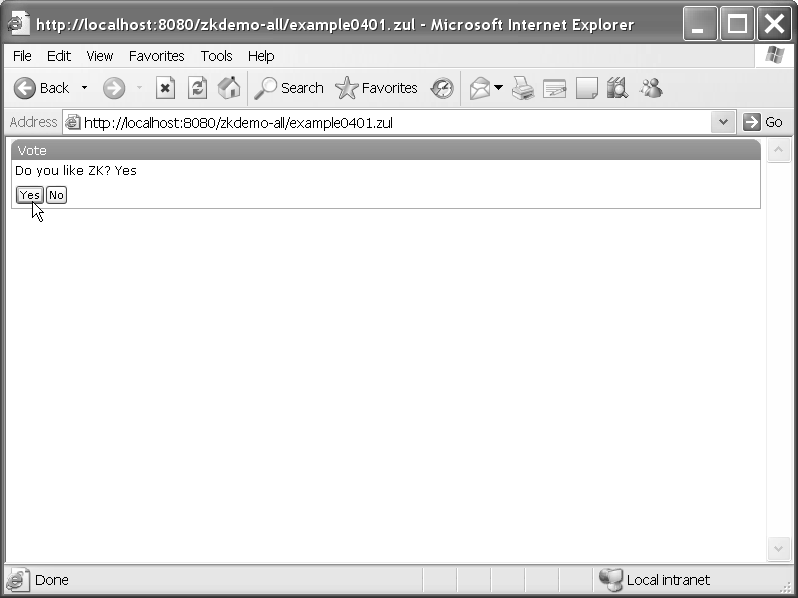 http://localhost:8080/zkdemo-all/example0401.zul - Microsoft Internet Explorer
File Edit View Favorites Tools Help
Back Search Favorites
Address http://localhost:8080/zkdemo-all/example0401.zul Go
Vote
Do you like ZK? Yes
Yes No
Done Local intranet